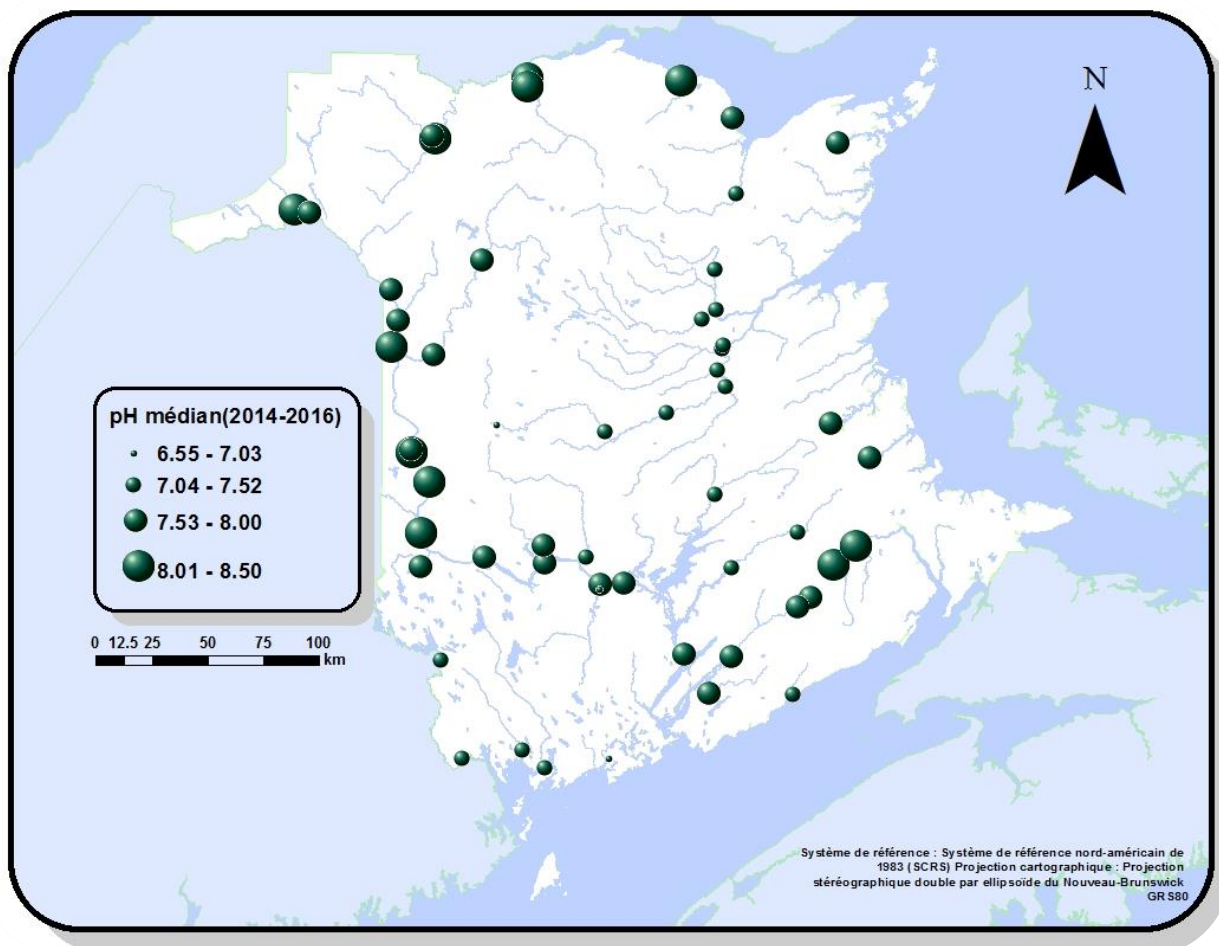 N
pH médian(2014-2016)
6.55 - 7.03
7.04 - 7.52
7.53 - 8.00
8.01 - 8.50
0 12.5 25 50 75 100
km
Système de référence : Système de référence nord-américain de
1983 (SCRS) Projection cartographique : Projection
stéréographique double par ellipsoïde du Nouveau-Brunswick
GRS80